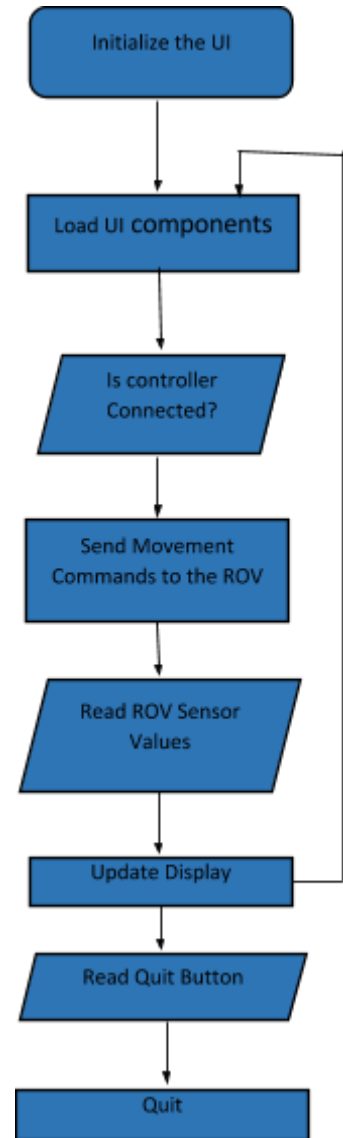 Initialize the UI
Load UI components
Is controller
Connected?
Send Movement
Commands to the ROV
Read ROV Sensor
Values
Update Display
Read Quit Button
Quit